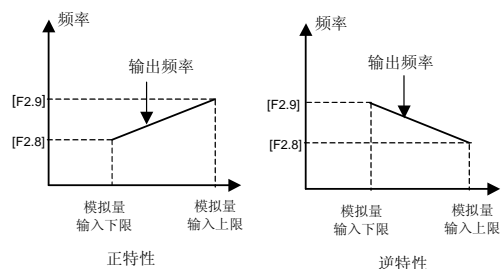 频率
输出频率
[F2.9]
[F2.8]
模拟量
输入下限
模拟量
输入上限
正特性
频率
输出频率
[F2.9]
[F2.8]
模拟量
输入下限
模拟量
输入上限
逆特性